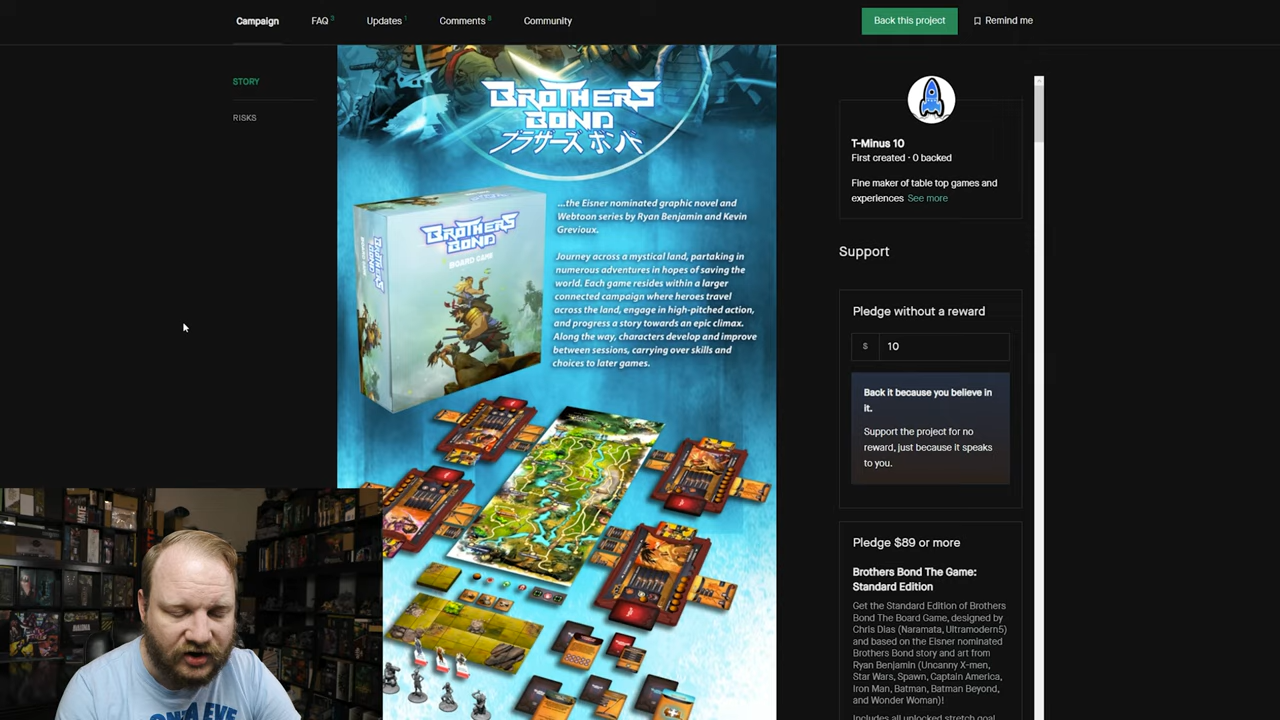 Campaign
FAQ 3
Updates 1
Comments 8
Community
Back this project
Remind me
STORY
RISKS
BROTHERS
BOND
ブラザーズ ボンド
BROTHERS
BOND
BOARD GAME
...the Eisner nominated graphic novel and
Webtoon series by Ryan Benjamin and Kevin
Grevioux.
Journey across a mystical land, partaking in
numerous adventures in hopes of saving the
world. Each game resides within a larger
connected campaign where heroes travel
across the land, engage in high-pitched action,
and progress a story towards an epic climax.
Along the way, characters develop and improve
between sessions, carrying over skills and
choices to later games.
T-Minus 10
First created · 0 backed
Fine maker of table top games and
experiences See more
Support
Pledge without a reward
$ 10
Back it because you believe in
it.
Support the project for no
reward, just because it speaks
to you.
Pledge $89 or more
Brothers Bond The Game:
Standard Edition
Get the Standard Edition of Brothers
Bond The Board Game, designed by
Chris Dias (Naramata, Ultramodern5)
and based on the Eisner nominated
Brothers Bond story and art from
Ryan Benjamin (Uncanny X-men,
Star Wars, Spawn, Captain America,
Iron Man, Batman, Batman Beyond,
and Wonder Woman)!
Includes all unlocked stretch goal